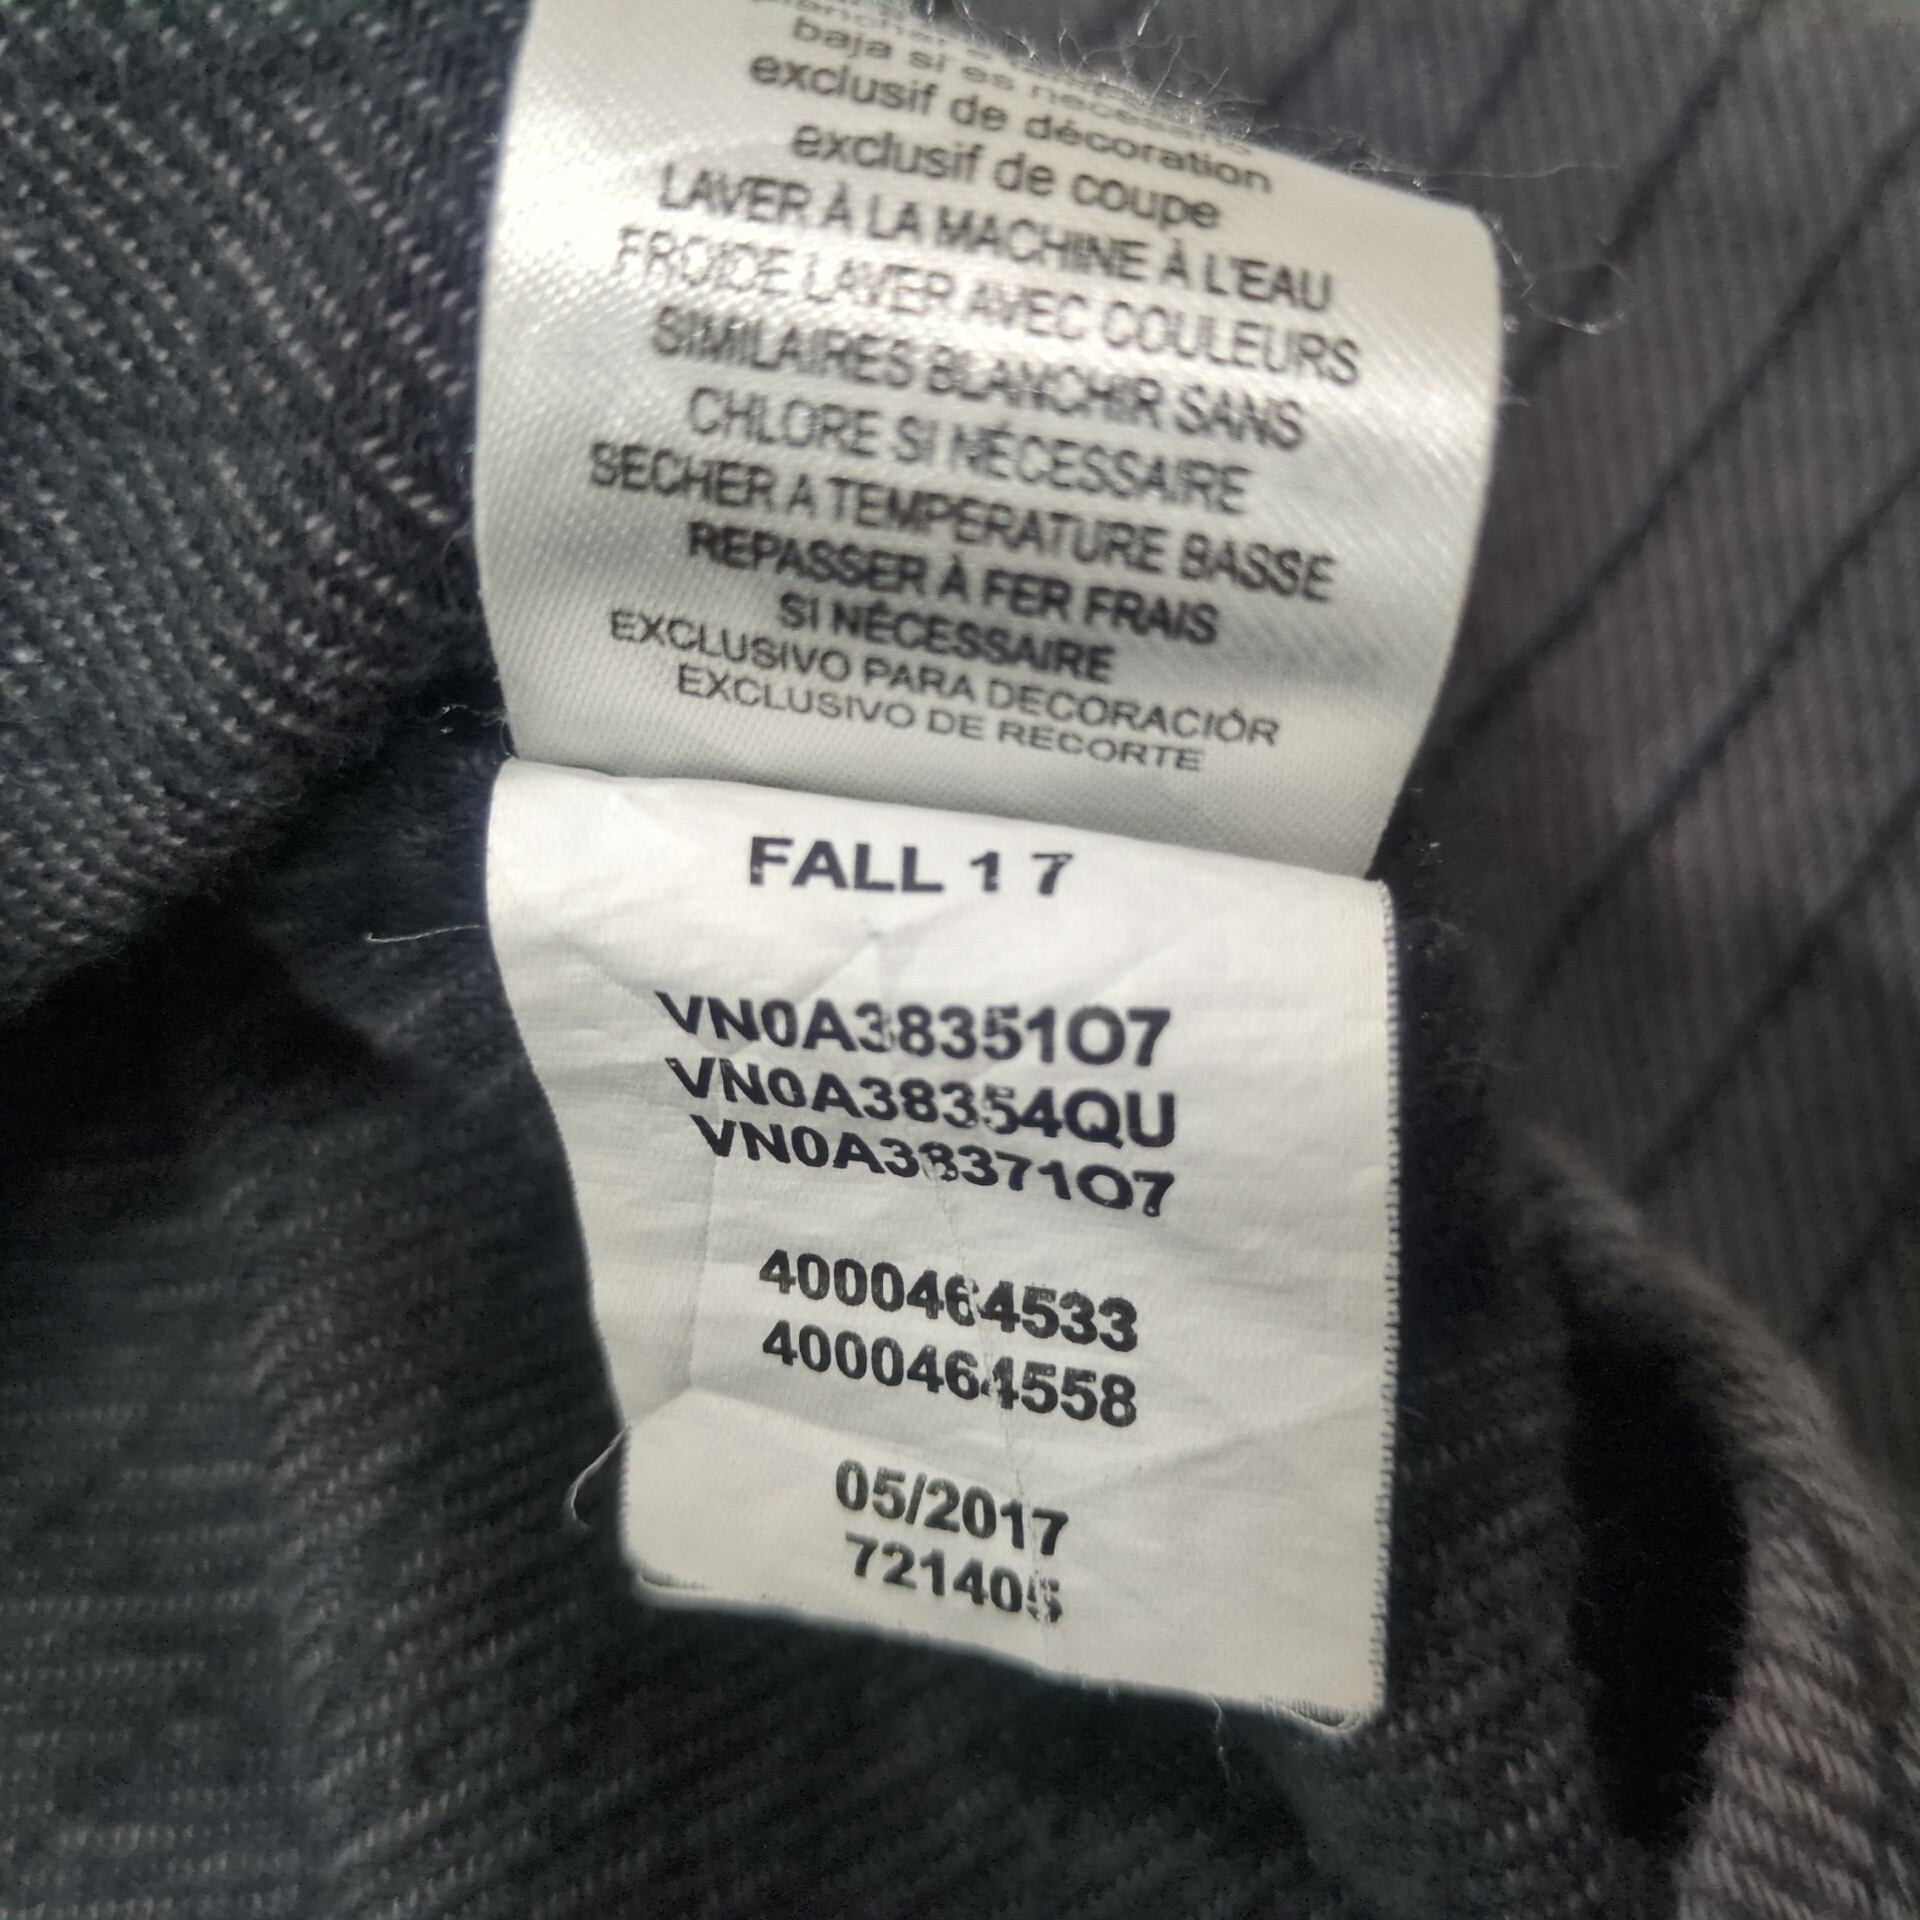 baja si es necesario
exclusif de décoration
exclusif de coupe
LAVER À LA MACHINE À L'EAU
FROIDE LAVER AVEC COULEURS
SIMILAIRES BLANCHIR SANS
CHLORE SI NÉCESSAIRE
SECHER A TEMPERATURE BASSE
REPASSER À FER FRAIS
SI NÉCESSAIRE
EXCLUSIVO PARA DECORACIÓR
EXCLUSIVO DE RECORTE
FALL 17
VN0A38351O7
VN0A38354QU
VN0A38371O7
4000464533
4000464558
05/2017
721405